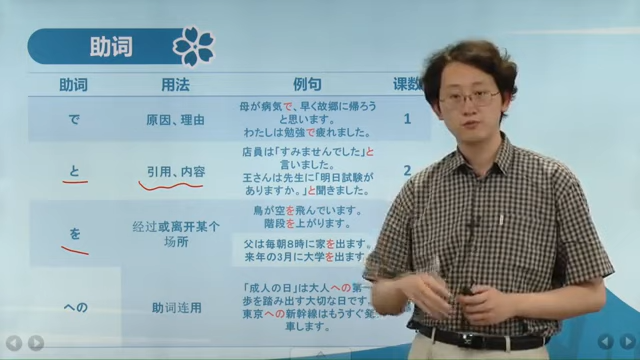 助词
助词 用法 例句 课数
で 原因、理由 母が病気で、早く故郷に帰ろう
と思います。
わたしは勉強で疲れました。 1
と 引用、内容 店員は「すみませんでした」と
言いました。
王さんは先生に「明日試験が
ありますか。」と聞きました。 2
を 经过或离开某个
场所 鳥が空を飛んでいます。
階段を上がります。
父は毎朝8時に家を出ます。
来年の3月に大学を出ます
への 助词连用 「成人の日」は大人への第一
歩を踏み出す大切な日です
東京への新幹線はもうすぐ発
車します。